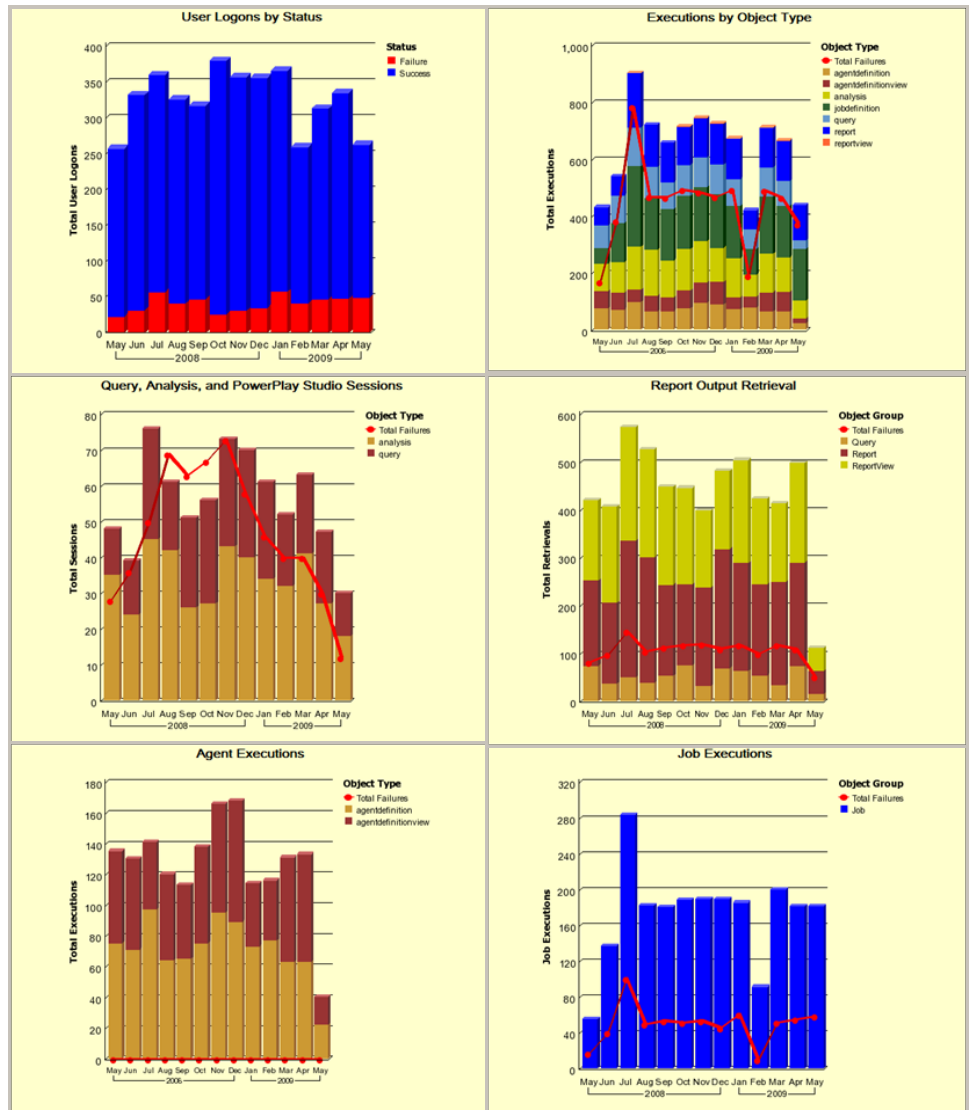 User Logons by Status
Status
Failure
Success
Total User Logons
400
350
300
250
200
150
100
50
0
May Jun Jul Aug Sep Oct Nov Dec Jan Feb Mar Apr May
2008 2009
Executions by Object Type
Object Type
Total Failures
agentdefinition
agentdefinitionview
analysis
jobdefinition
query
report
reportview
Total Executions
1,000
800
600
400
200
0
May Jun Jul Aug Sep Oct Nov Dec Jan Feb Mar Apr May
2009
Query, Analysis, and PowerPlay Studio Sessions
Object Type
Total Failures
analysis
query
Total Sessions
80
70
60
50
40
30
20
10
0
May Jun Jul Aug Sep Oct Nov Dec Jan Feb Mar Apr May
2008 2009
Report Output Retrieval
Object Group
Total Failures
Query
Report
ReportView
Total Retrievals
600
500
400
300
200
100
0
May Jun Jul Aug Sep Oct Nov Dec Jan Feb Mar Apr May
2008 2009
Agent Executions
Object Type
Total Failures
agentdefinition
agentdefinitionview
Total Executions
180
160
140
120
100
80
60
40
20
0
May Jun Jul Aug Sep Oct Nov Dec Jan Feb Mar Apr May
2009
Job Executions
Object Group
Total Failures
Job
Job Executions
320
280
240
200
160
120
80
40
0
May Jun Jul Aug Sep Oct Nov Dec Jan Feb Mar Apr May
2008 2009